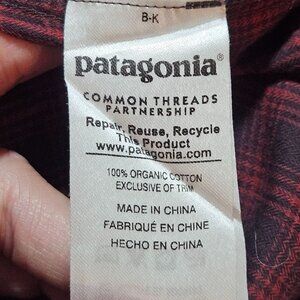 B-K
patagonia®
COMMON THREADS
PARTNERSHIP
Repair, Reuse, Recycle
This Product
www.patagonia.com
100% ORGANIC COTTON
EXCLUSIVE OF TRIM
MADE IN CHINA
FABRIQUÉ EN CHINE
HECHO EN CHINA